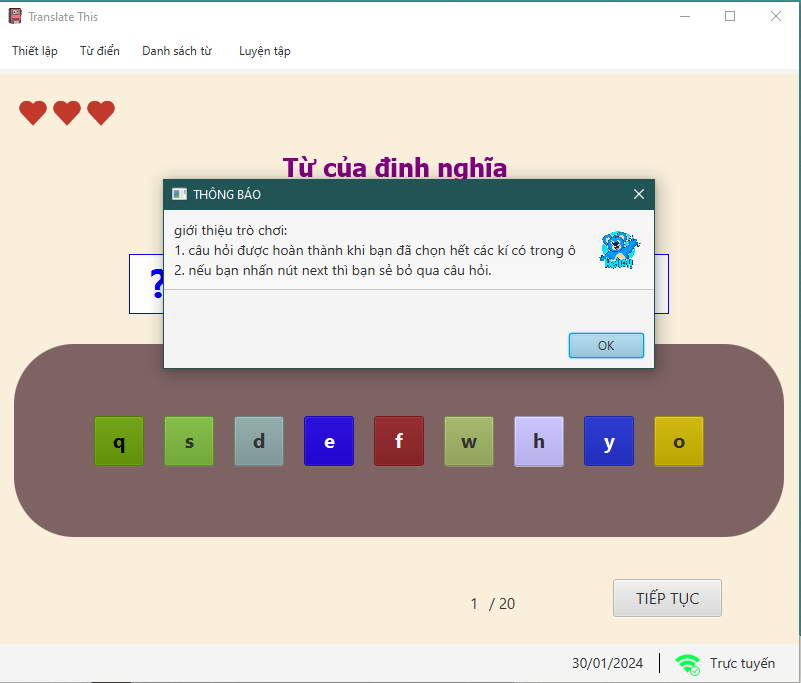 Translate This
Thiết lập Từ điển Danh sách từ Luyện tập
Từ của định nghĩa
THÔNG BÁO
giới thiệu trò chơi:
1. câu hỏi được hoàn thành khi bạn đã chọn hết các kí có trong ô
2. nếu bạn nhấn nút next thì bạn sẻ bỏ qua câu hỏi.
?
OK
q s d e f w h y o
1 / 20
TIẾP TỤC
30/01/2024 Trực tuyến